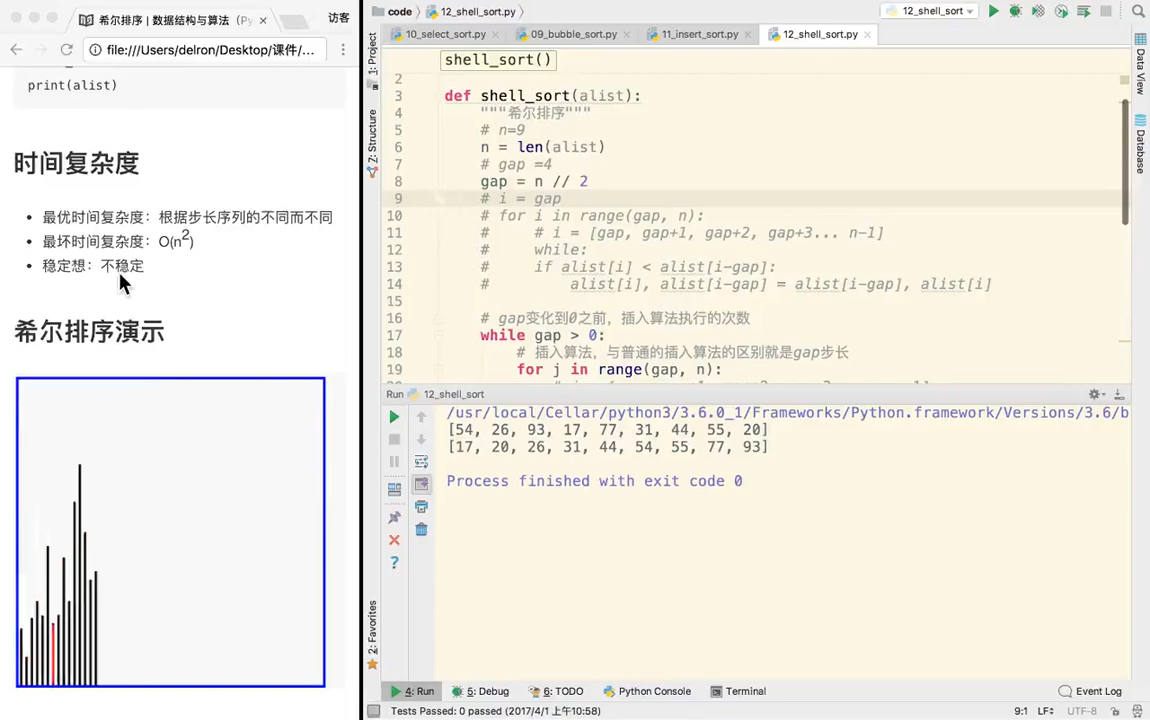 希尔排序 | 数据结构与算法 (Py
访客
file:///Users/delron/Desktop/课件/...
print(alist)
时间复杂度
最优时间复杂度：根据步长序列的不同而不同
最坏时间复杂度：O(n2)
稳定想：不稳定
希尔排序演示
code
12_shell_sort.py
12_shell_sort
10_select_sort.py
09_bubble_sort.py
11_insert_sort.py
12_shell_sort.py
1: Project
Z: Structure
2: Favorites
Data View
Database
shell_sort()
2
3 def shell_sort(alist):
4 """希尔排序"""
5 # n=9
6 n = len(alist)
7 # gap =4
8 gap = n // 2
9 # i = gap
10 # for i in range(gap, n):
11 #     # i = [gap, gap+1, gap+2, gap+3... n-1]
12 #     while:
13 #     if alist[i] < alist[i-gap]:
14 #         alist[i], alist[i-gap] = alist[i-gap], alist[i]
15
16 # gap变化到0之前，插入算法执行的次数
17 while gap > 0:
18 # 插入算法，与普通的插入算法的区别就是gap步长
19 for j in range(gap, n):
Run 12_shell_sort
/usr/local/Cellar/python3/3.6.0_1/Frameworks/Python.framework/Versions/3.6/b
[54, 26, 93, 17, 77, 31, 44, 55, 20]
[17, 20, 26, 31, 44, 54, 55, 77, 93]
Process finished with exit code 0
4: Run
5: Debug
6: TODO
Python Console
Terminal
Event Log
Tests Passed: 0 passed (2017/4/1 上午10:58)
9:1
LF
UTF-8